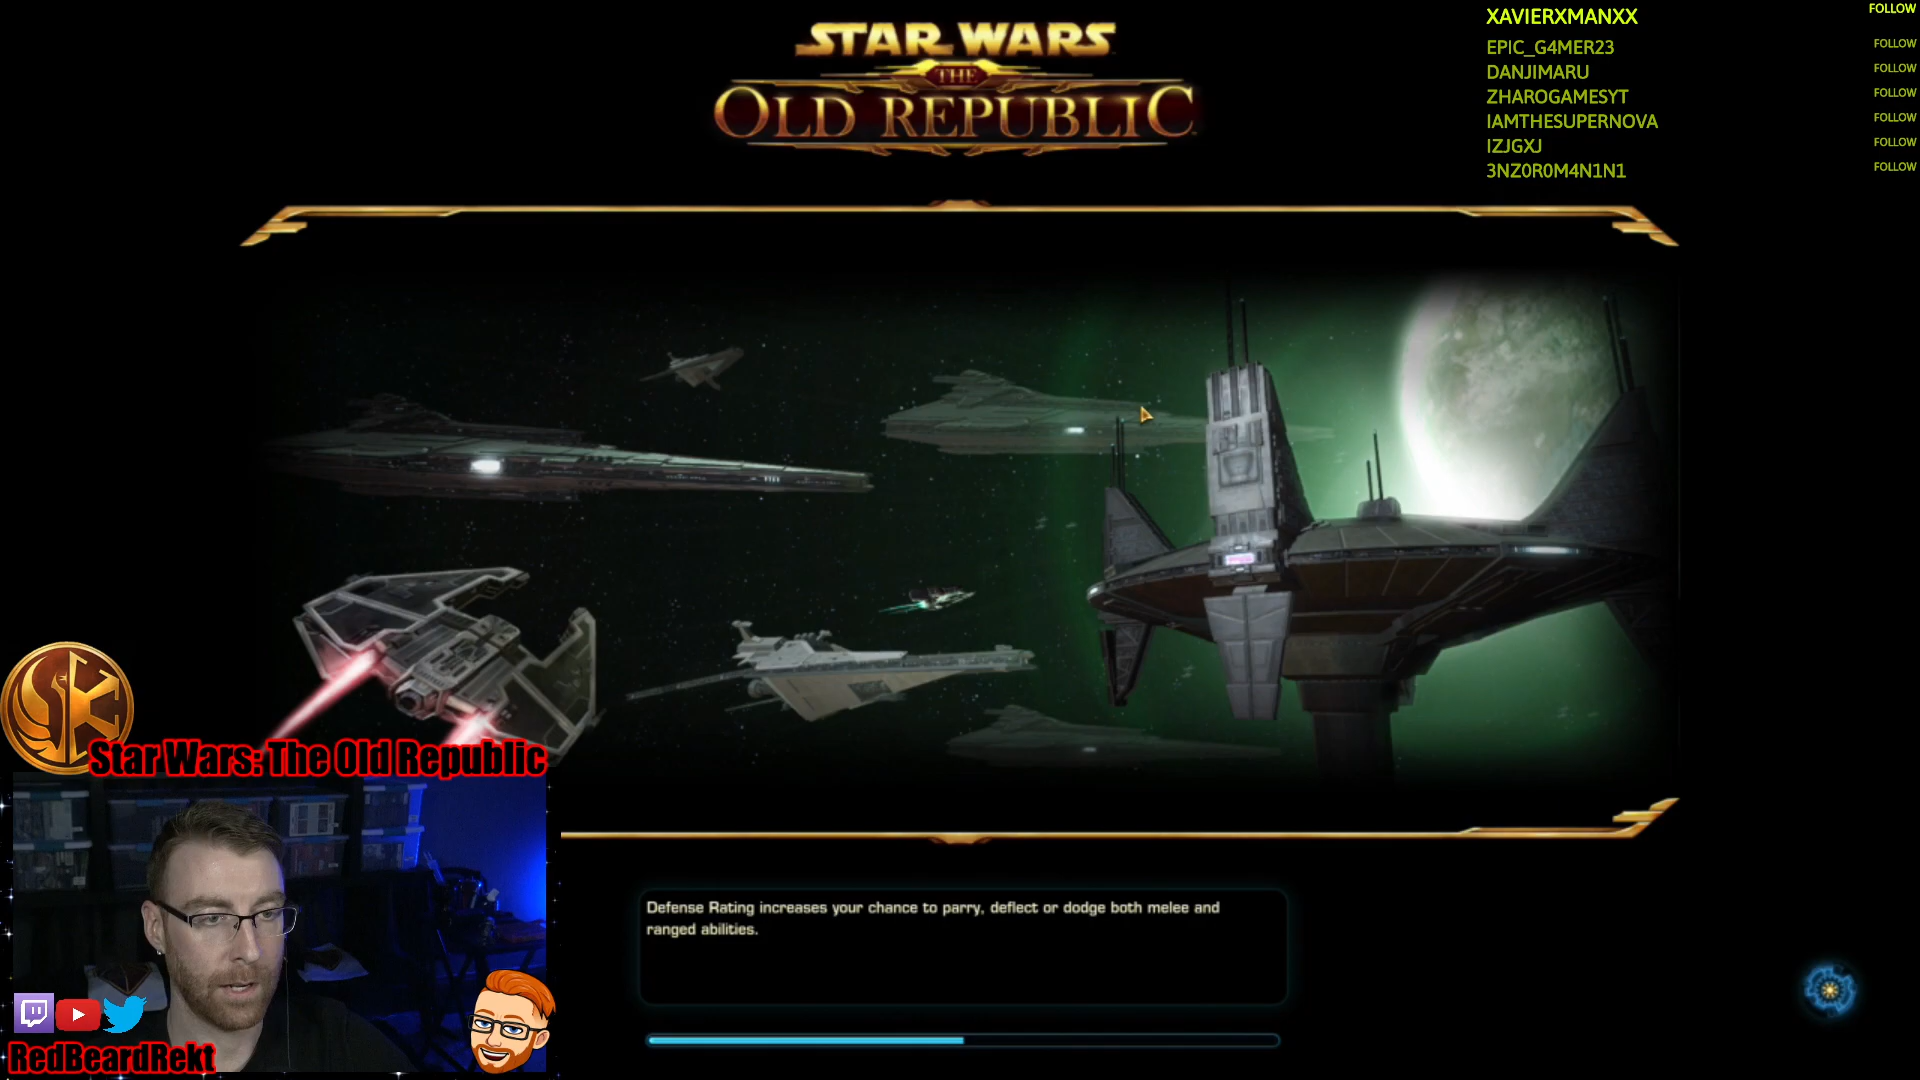 STAR WARS
THE
OLD REPUBLIC
XAVIERXMANXX FOLLOW
EPIC_G4MER23 FOLLOW
DANJIMARU FOLLOW
ZHAROGAMESYT FOLLOW
IAMTHESUPERNOVA FOLLOW
IZJGXJ FOLLOW
3NZ0R0M4N1N1 FOLLOW
Star Wars: The Old Republic
Defense Rating increases your chance to parry, deflect or dodge both melee and
ranged abilities.
RedBeardRekt